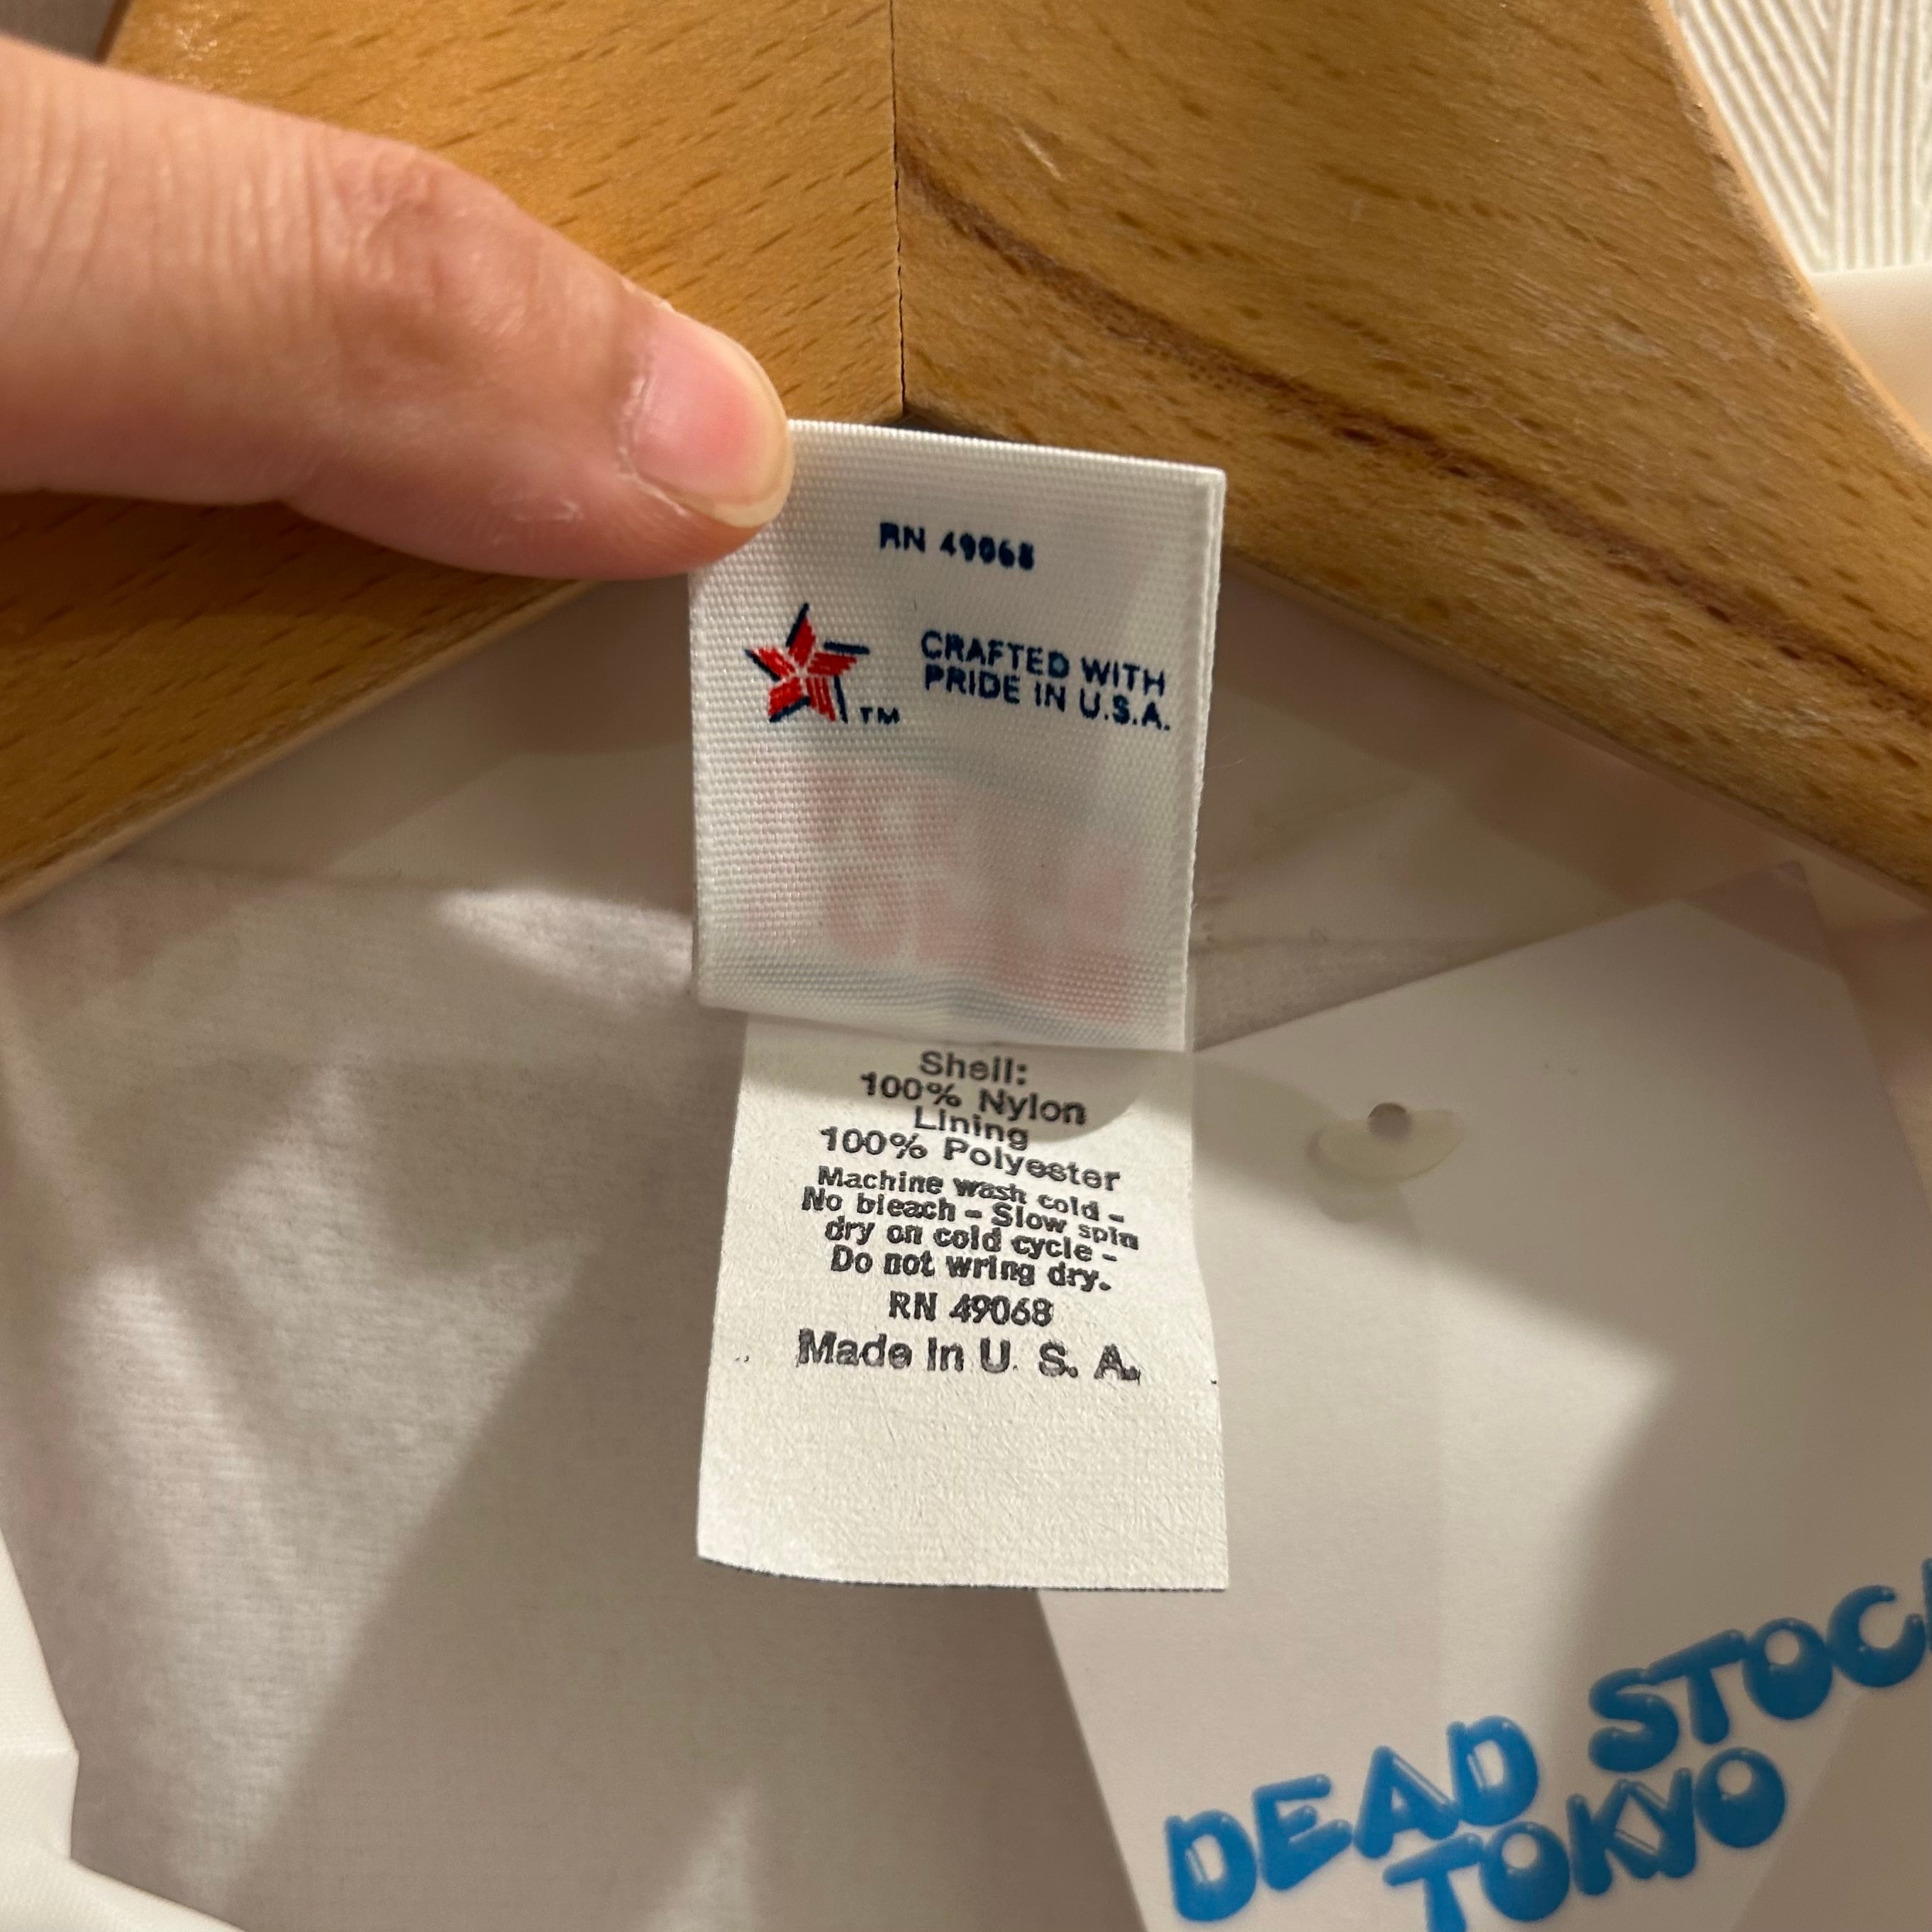 RN 49068
TM
CRAFTED WITH
PRIDE IN U.S.A.
Shell:
100% Nylon
Lining
100% Polyester
Machine wash cold -
No bleach - Slow spin
dry on cold cycle -
Do not wring dry.
RN 49068
Made in U. S. A.
DEAD STOCK
TOKYO